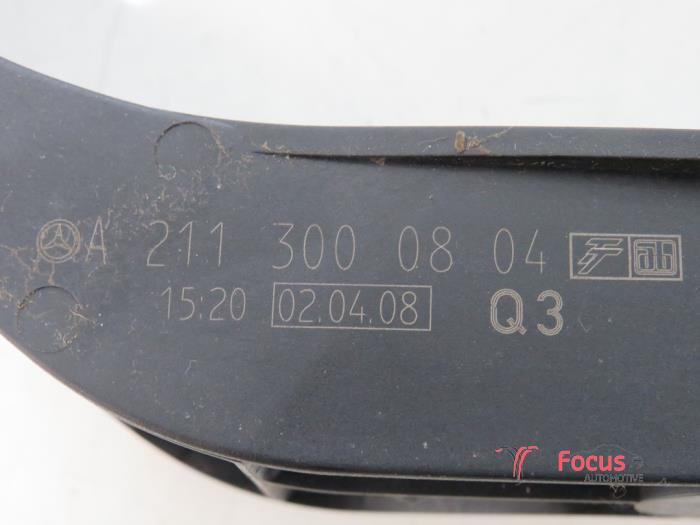 A 211 300 08 04
15:20 02.04.08 Q3
Focus
AUTOMOTIVE